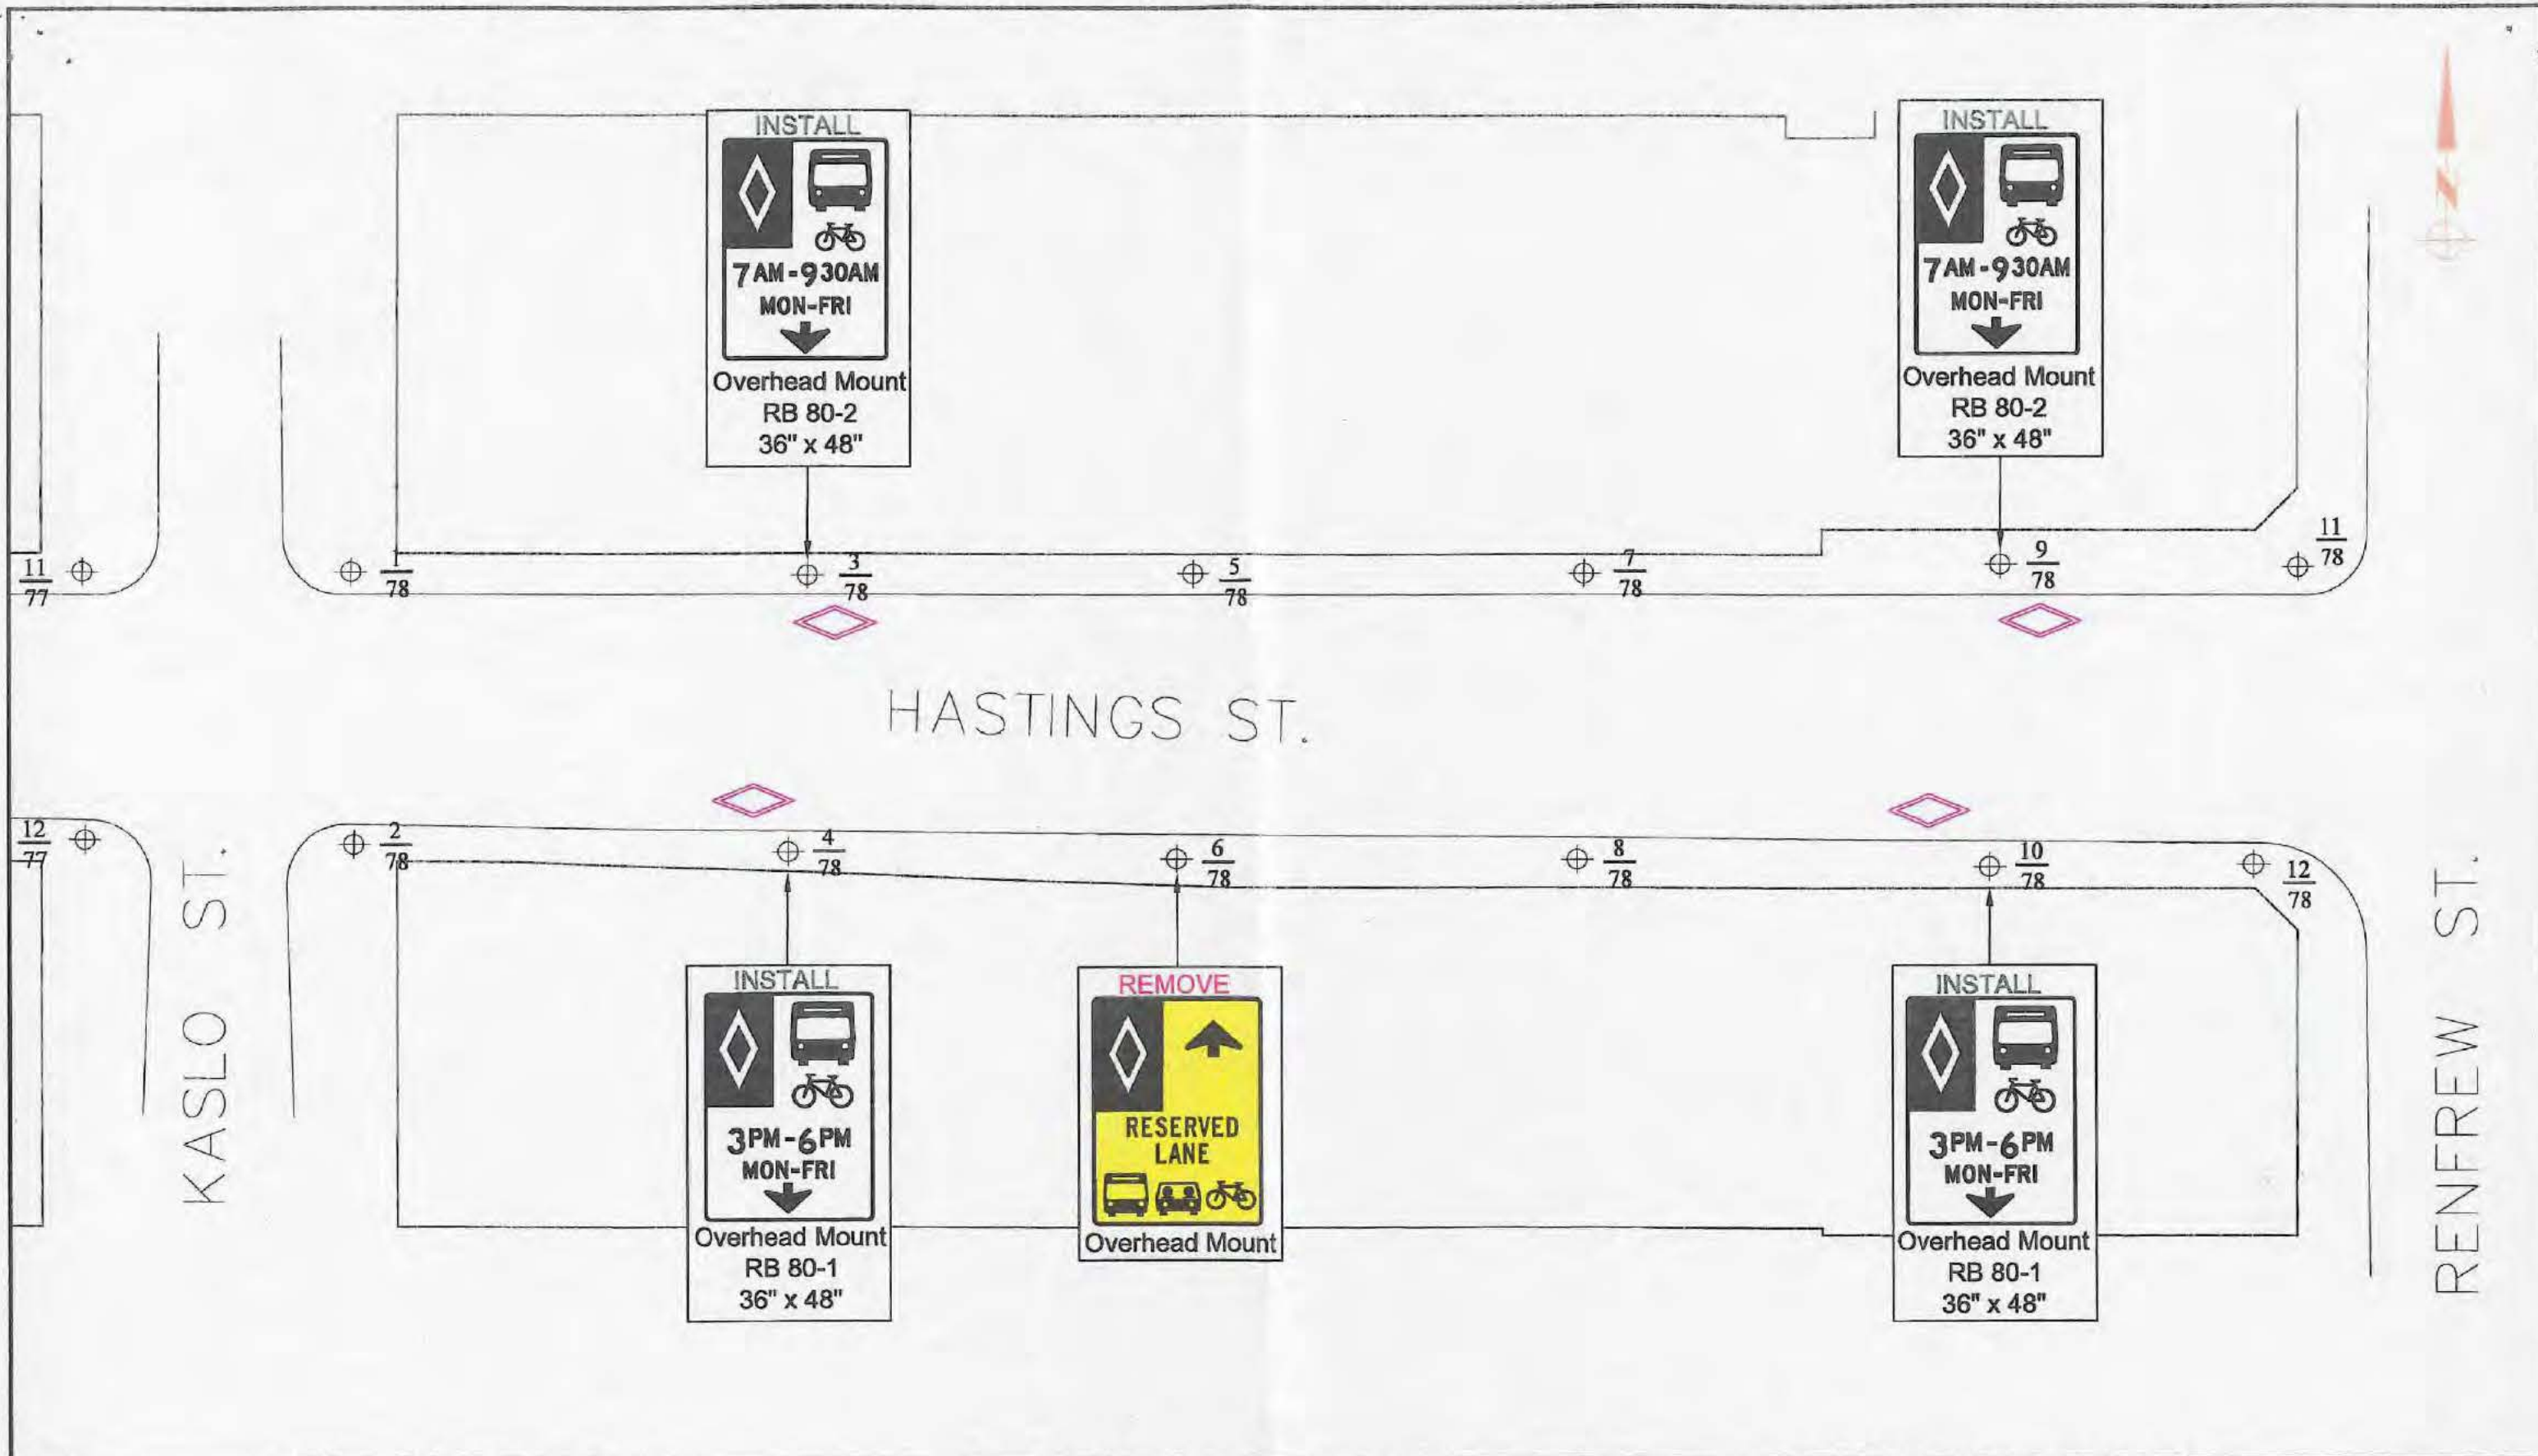 INSTALL
7AM-930AM
MON-FRI
Overhead Mount
RB 80-2
36" x 48"
INSTALL
7AM-930AM
MON-FRI
Overhead Mount
RB 80-2
36" x 48"
N
11
77
1
78
3
78
5
78
7
78
9
78
11
78
HASTINGS ST.
12
77
2
78
4
78
6
78
8
78
10
78
12
78
KASLO ST.
INSTALL
3PM-6PM
MON-FRI
Overhead Mount
RB 80-1
36" x 48"
REMOVE
RESERVED
LANE
Overhead Mount
INSTALL
3PM-6PM
MON-FRI
Overhead Mount
RB 80-1
36" x 48"
RENFREW ST.